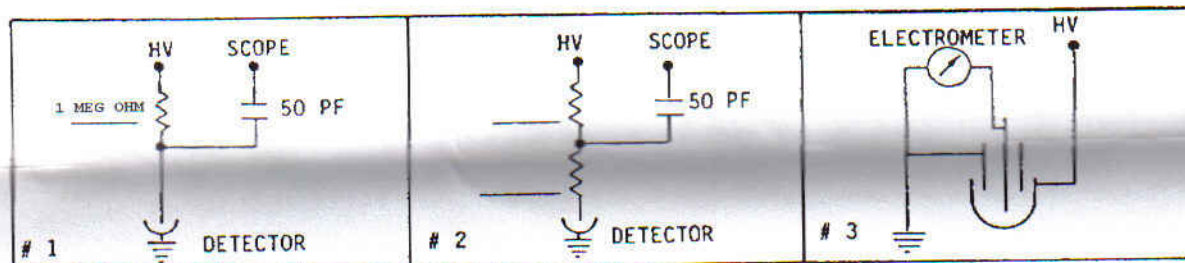 HV SCOPE
1 MEG OHM
50 PF
# 1
DETECTOR
HV SCOPE
50 PF
# 2
DETECTOR
HV
ELECTROMETER
# 3